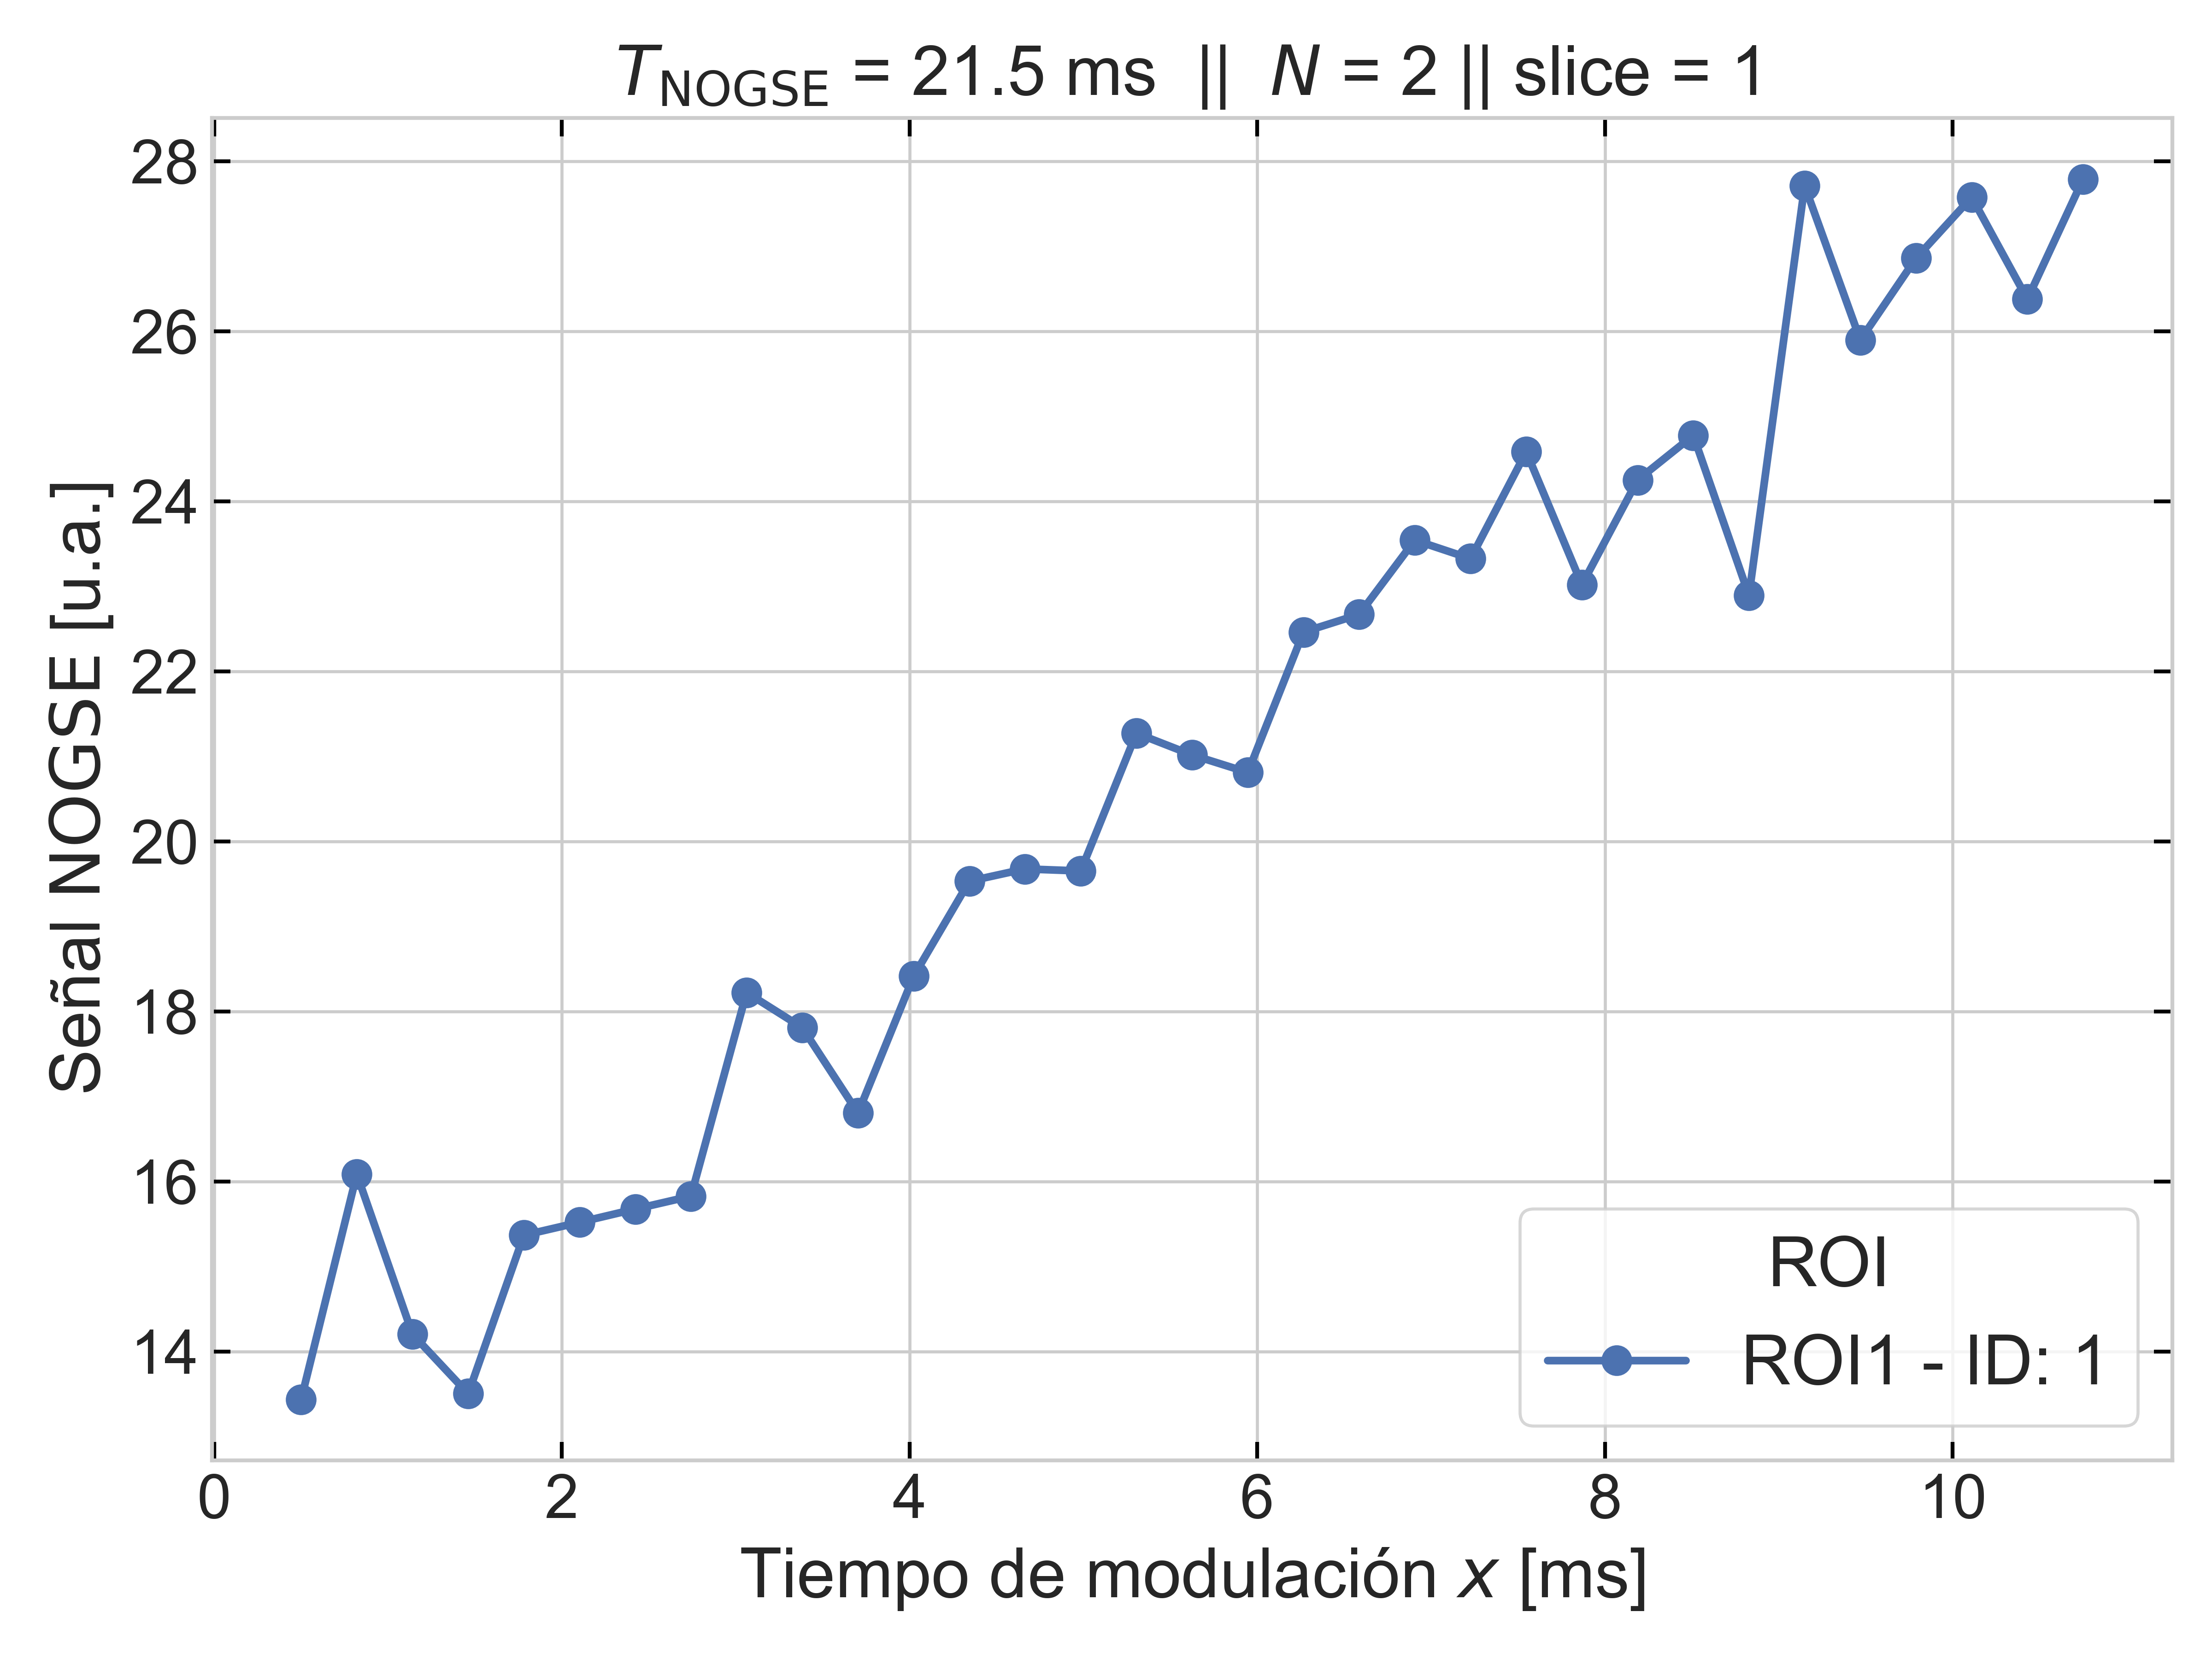 T_NOGSE = 21.5 ms || N = 2 || slice = 1
Señal NOGSE [u.a.]
28
26
24
22
20
18
16
14
0 2 4 6 8 10
Tiempo de modulación x [ms]
ROI
ROI1 - ID: 1